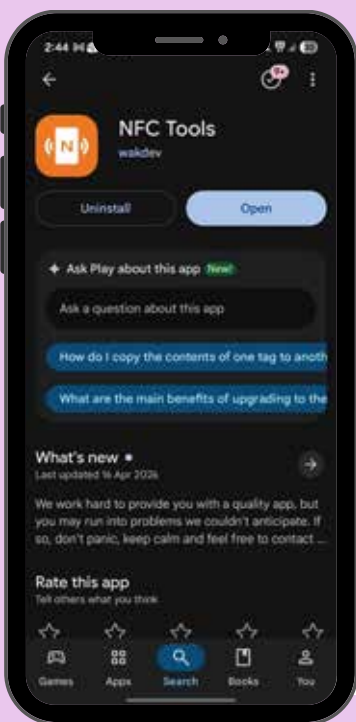 2:44
9+
N
NFC Tools
wakdev
Uninstall
Open
Ask Play about this app New!
Ask a question about this app
How do I copy the contents of one tag to anoth
What are the main benefits of upgrading to the
What's new
Last updated 16 Apr 2026
We work hard to provide you with a quality app, but
you may run into problems we couldn't anticipate. If
so, don't panic, keep calm and feel free to contact ...
Rate this app
Tell others what you think
Games
Apps
Search
Books
You